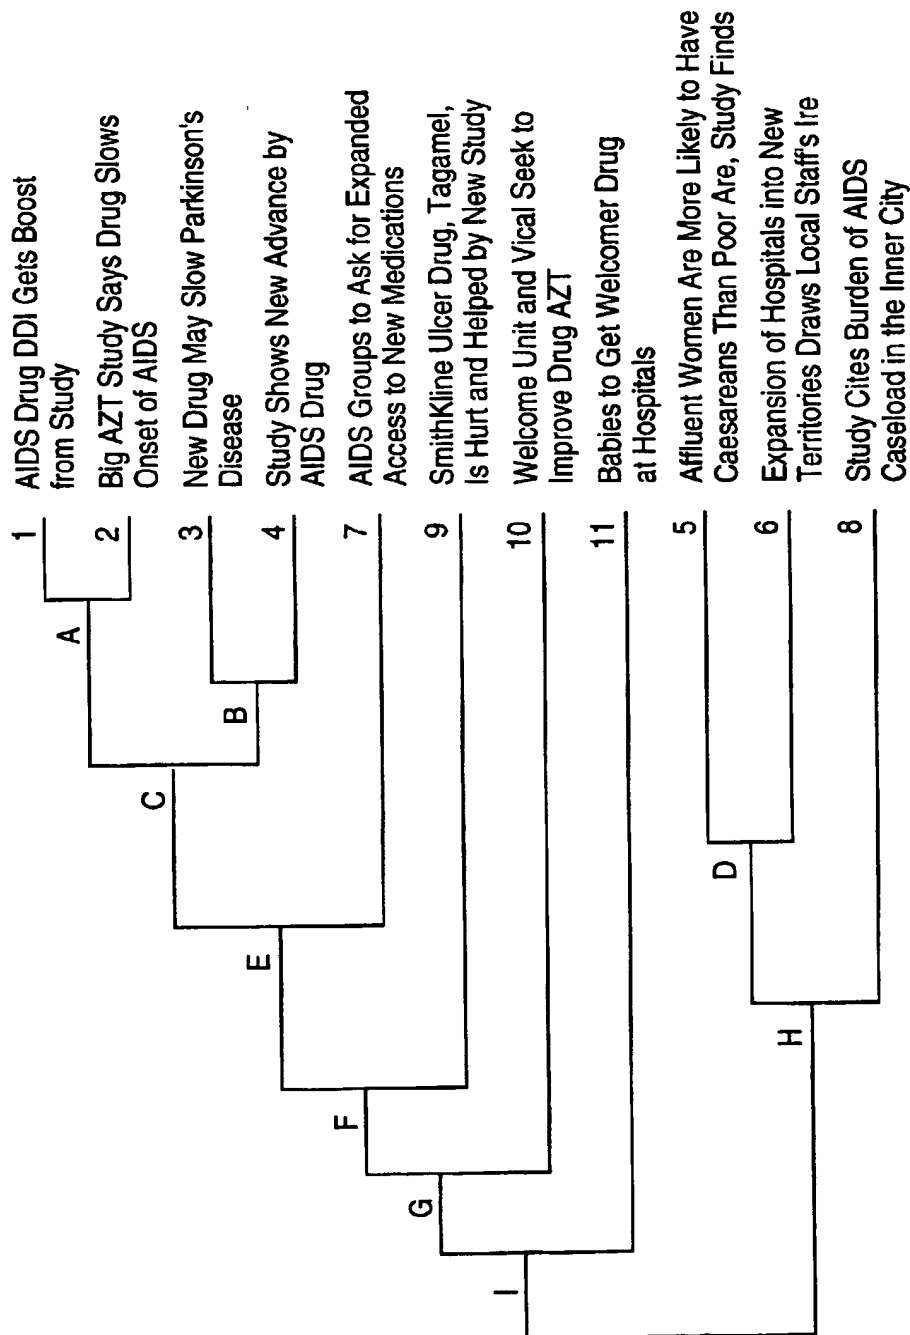 1
AIDS Drug DDI Gets Boost
from Study
A
2
Big AZT Study Says Drug Slows
Onset of AIDS
3
New Drug May Slow Parkinson's
Disease
B
4
Study Shows New Advance by
AIDS Drug
C
7
AIDS Groups to Ask for Expanded
Access to New Medications
E
9
SmithKline Ulcer Drug, Tagamel,
Is Hurt and Helped by New Study
F
10
Welcome Unit and Vical Seek to
Improve Drug AZT
G
11
Babies to Get Welcomer Drug
at Hospitals
I
5
Affluent Women Are More Likely to Have
Caesareans Than Poor Are, Study Finds
D
6
Expansion of Hospitals into New
Territories Draws Local Staff's Ire
H
8
Study Cites Burden of AIDS
Caseload in the Inner City